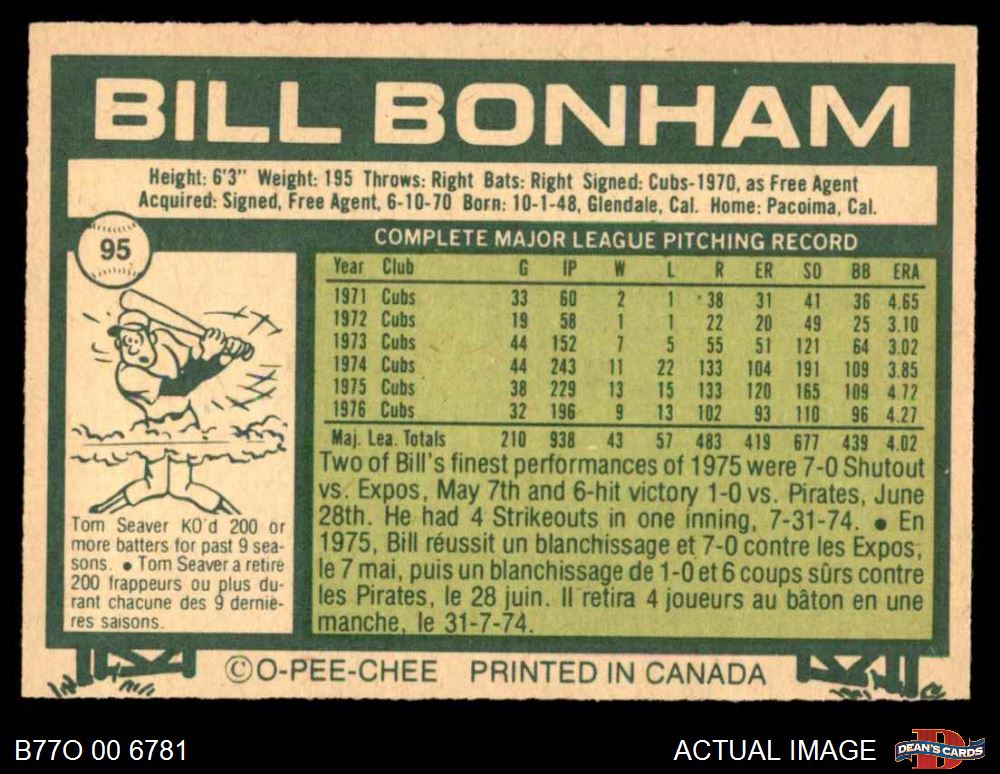 BILL BONHAM
Height: 6'3" Weight: 195 Throws: Right Bats: Right Signed: Cubs-1970, as Free Agent
Acquired: Signed, Free Agent, 6-10-70 Born: 10-1-48, Glendale, Cal. Home: Pacoima, Cal.
95
COMPLETE MAJOR LEAGUE PITCHING RECORD
Year Club G IP W L R ER SO BB ERA
1971 Cubs 33 60 2 1 38 31 41 36 4.65
1972 Cubs 19 58 1 1 22 20 49 25 3.10
1973 Cubs 44 152 7 5 55 51 121 64 3.02
1974 Cubs 44 243 11 22 133 104 191 109 3.85
1975 Cubs 38 229 13 15 133 120 165 109 4.72
1976 Cubs 32 196 9 13 102 93 110 96 4.27
Maj. Lea. Totals 210 938 43 57 483 419 677 439 4.02
Tom Seaver KO'd 200 or
more batters for past 9 sea-
sons. • Tom Seaver a retire
200 frappeurs ou plus du-
rant chacune des 9 derniè-
res saisons.
Two of Bill's finest performances of 1975 were 7-0 Shutout
vs. Expos, May 7th and 6-hit victory 1-0 vs. Pirates, June
28th. He had 4 Strikeouts in one inning, 7-31-74. • En
1975, Bill réussit un blanchissage et 7-0 contre les Expos,
le 7 mai, puis un blanchissage de 1-0 et 6 coups sûrs contre
les Pirates, le 28 juin. Il retira 4 joueurs au bâton en une
manche, le 31-7-74.
©O-PEE-CHEE PRINTED IN CANADA
B77O 00 6781
ACTUAL IMAGE
DEAN'S CARDS